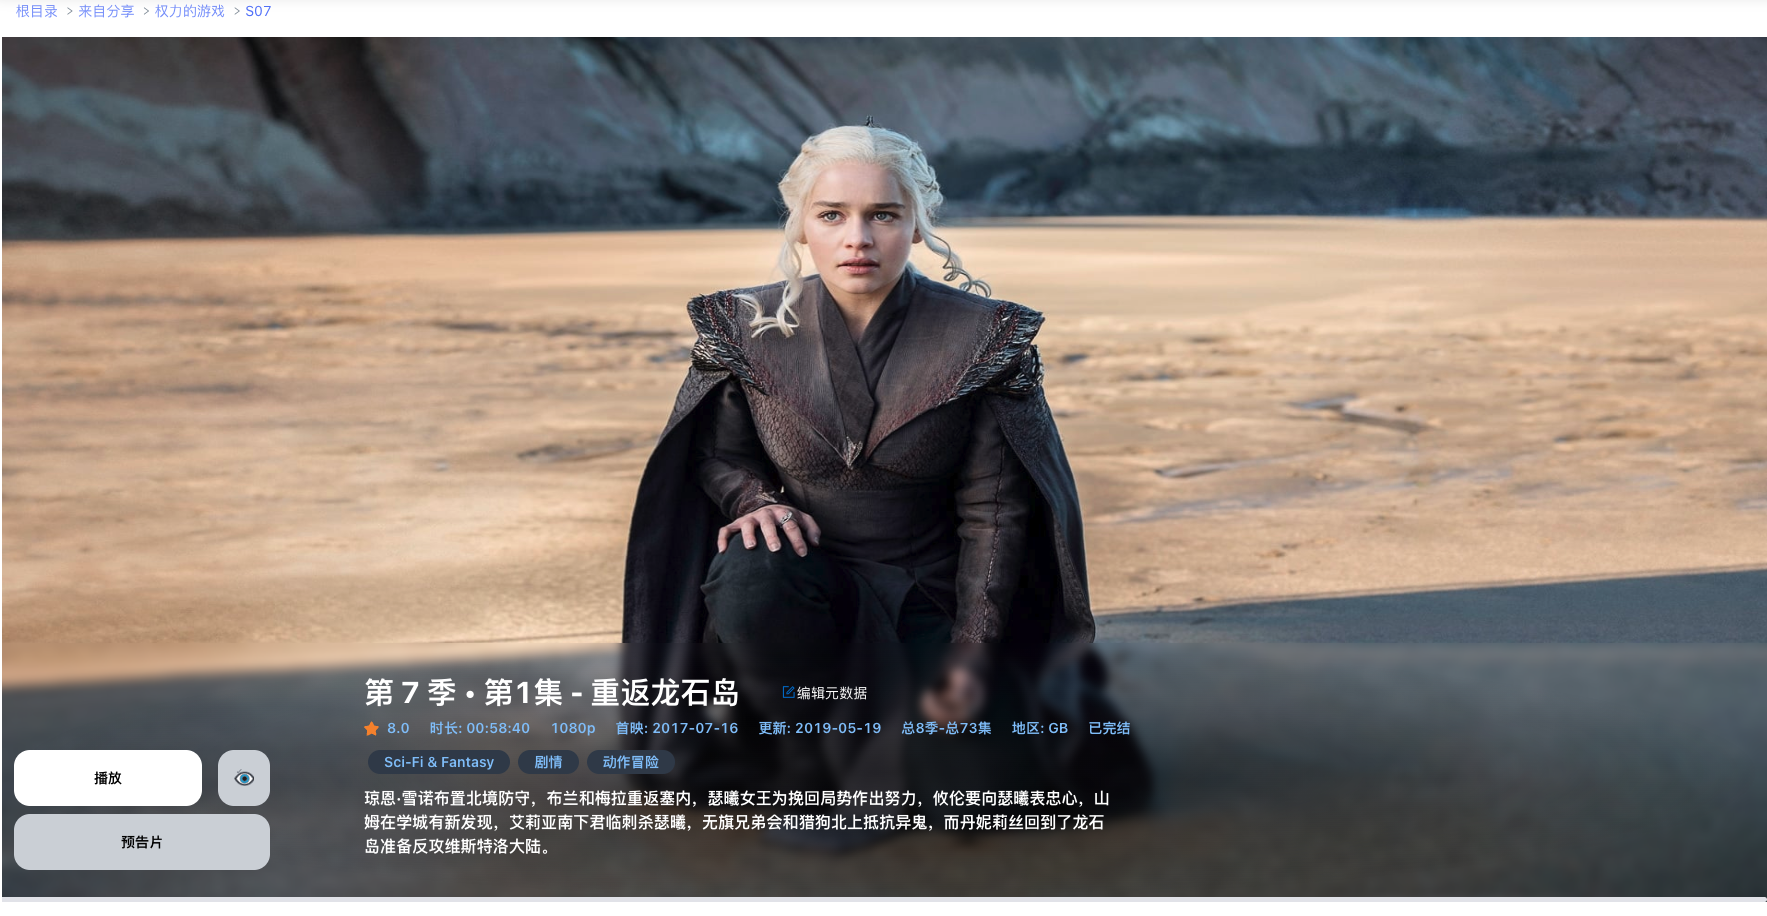 根目录 > 来自分享 > 权力的游戏 > S07
第 7 季 • 第1集 - 重返龙石岛 编辑元数据
8.0 时长: 00:58:40 1080p 首映: 2017-07-16 更新: 2019-05-19 总8季-总73集 地区: GB 已完结
Sci-Fi & Fantasy 剧情 动作冒险
播放
预告片
琼恩·雪诺布置北境防守，布兰和梅拉重返塞内，瑟曦女王为挽回局势作出努力，攸伦要向瑟曦表忠心，山
姆在学城有新发现，艾莉亚南下君临刺杀瑟曦，无旗兄弟会和猎狗北上抵抗异鬼，而丹妮莉丝回到了龙石
岛准备反攻维斯特洛大陆。